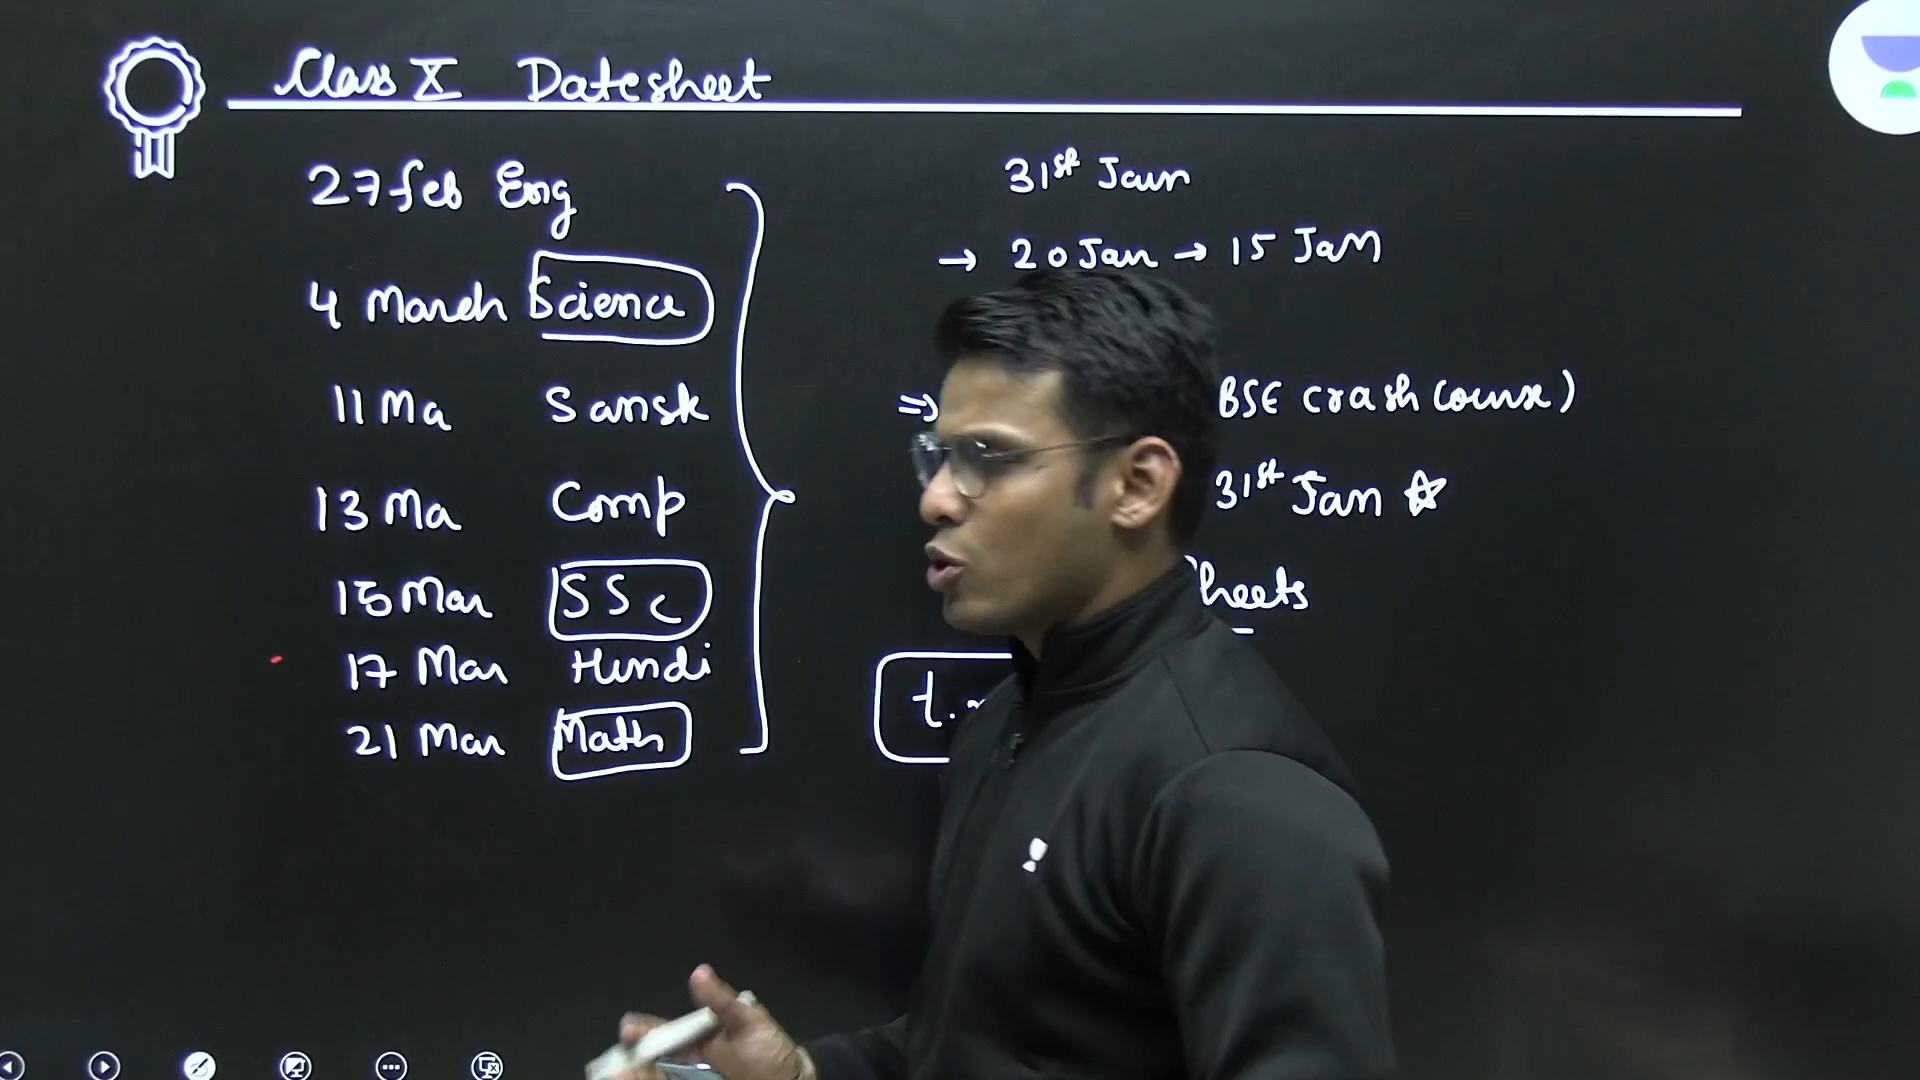 Class X Datesheet
27 feb Eng
4 March Science
11 Ma Sansk
13 Ma Comp
15 Mar SSc
17 Mar Hindi
21 Mar Math
31st Jan
→ 20 Jan → 15 Jan
⇒ BSE crash course)
31st Jan ☆
heets
t.